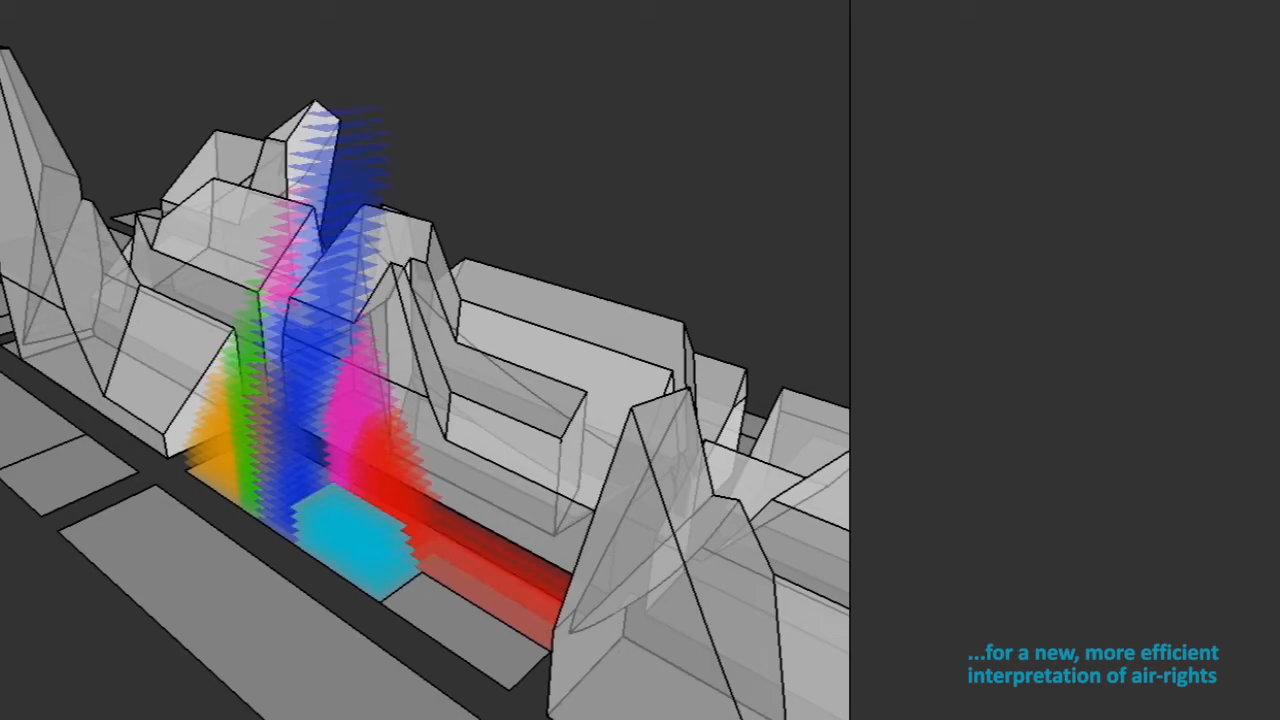 ...for a new, more efficient
interpretation of air-rights